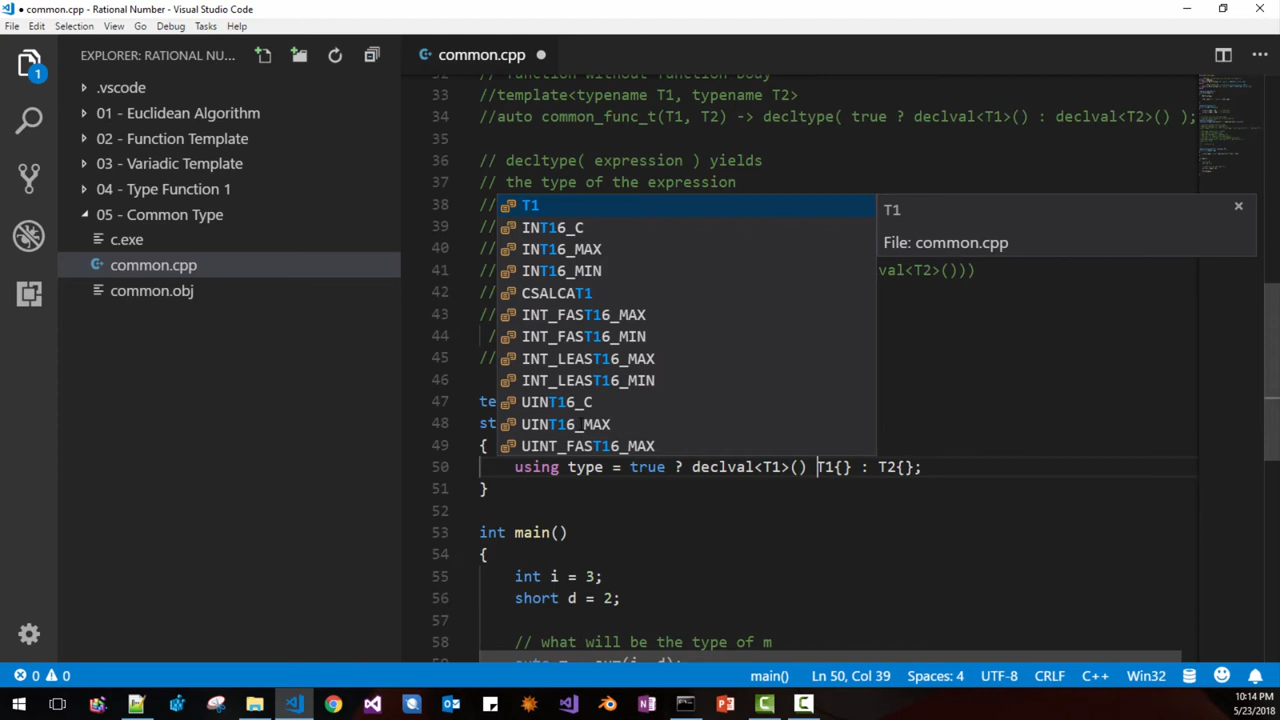 ● common.cpp - Rational Number - Visual Studio Code
File Edit Selection View Go Debug Tasks Help
EXPLORER: RATIONAL NU...
common.cpp ●
1
.vscode
01 - Euclidean Algorithm
02 - Function Template
03 - Variadic Template
04 - Type Function 1
05 - Common Type
c.exe
common.cpp
common.obj
32 // function without function body
33 //template<typename T1, typename T2>
34 //auto common_func_t(T1, T2) -> decltype( true ? declval<T1>() : declval<T2>() );
35
36 // decltype( expression ) yields
37 // the type of the expression
38 //
39 //
40 //
41 // val<T2>()))
42 //
43 //
44 /
45 //
46
47 te
48 st
49 {
50 using type = true ? declval<T1>() T1{} : T2{};
51 }
52
53 int main()
54 {
55 int i = 3;
56 short d = 2;
57
58 // what will be the type of m
T1
INT16_C
INT16_MAX
INT16_MIN
CSALCAT1
INT_FAST16_MAX
INT_FAST16_MIN
INT_LEAST16_MAX
INT_LEAST16_MIN
UINT16_C
UINT16_MAX
UINT_FAST16_MAX
T1
File: common.cpp
0 0 main() Ln 50, Col 39 Spaces: 4 UTF-8 CRLF C++ Win32
10:14 PM
5/23/2018